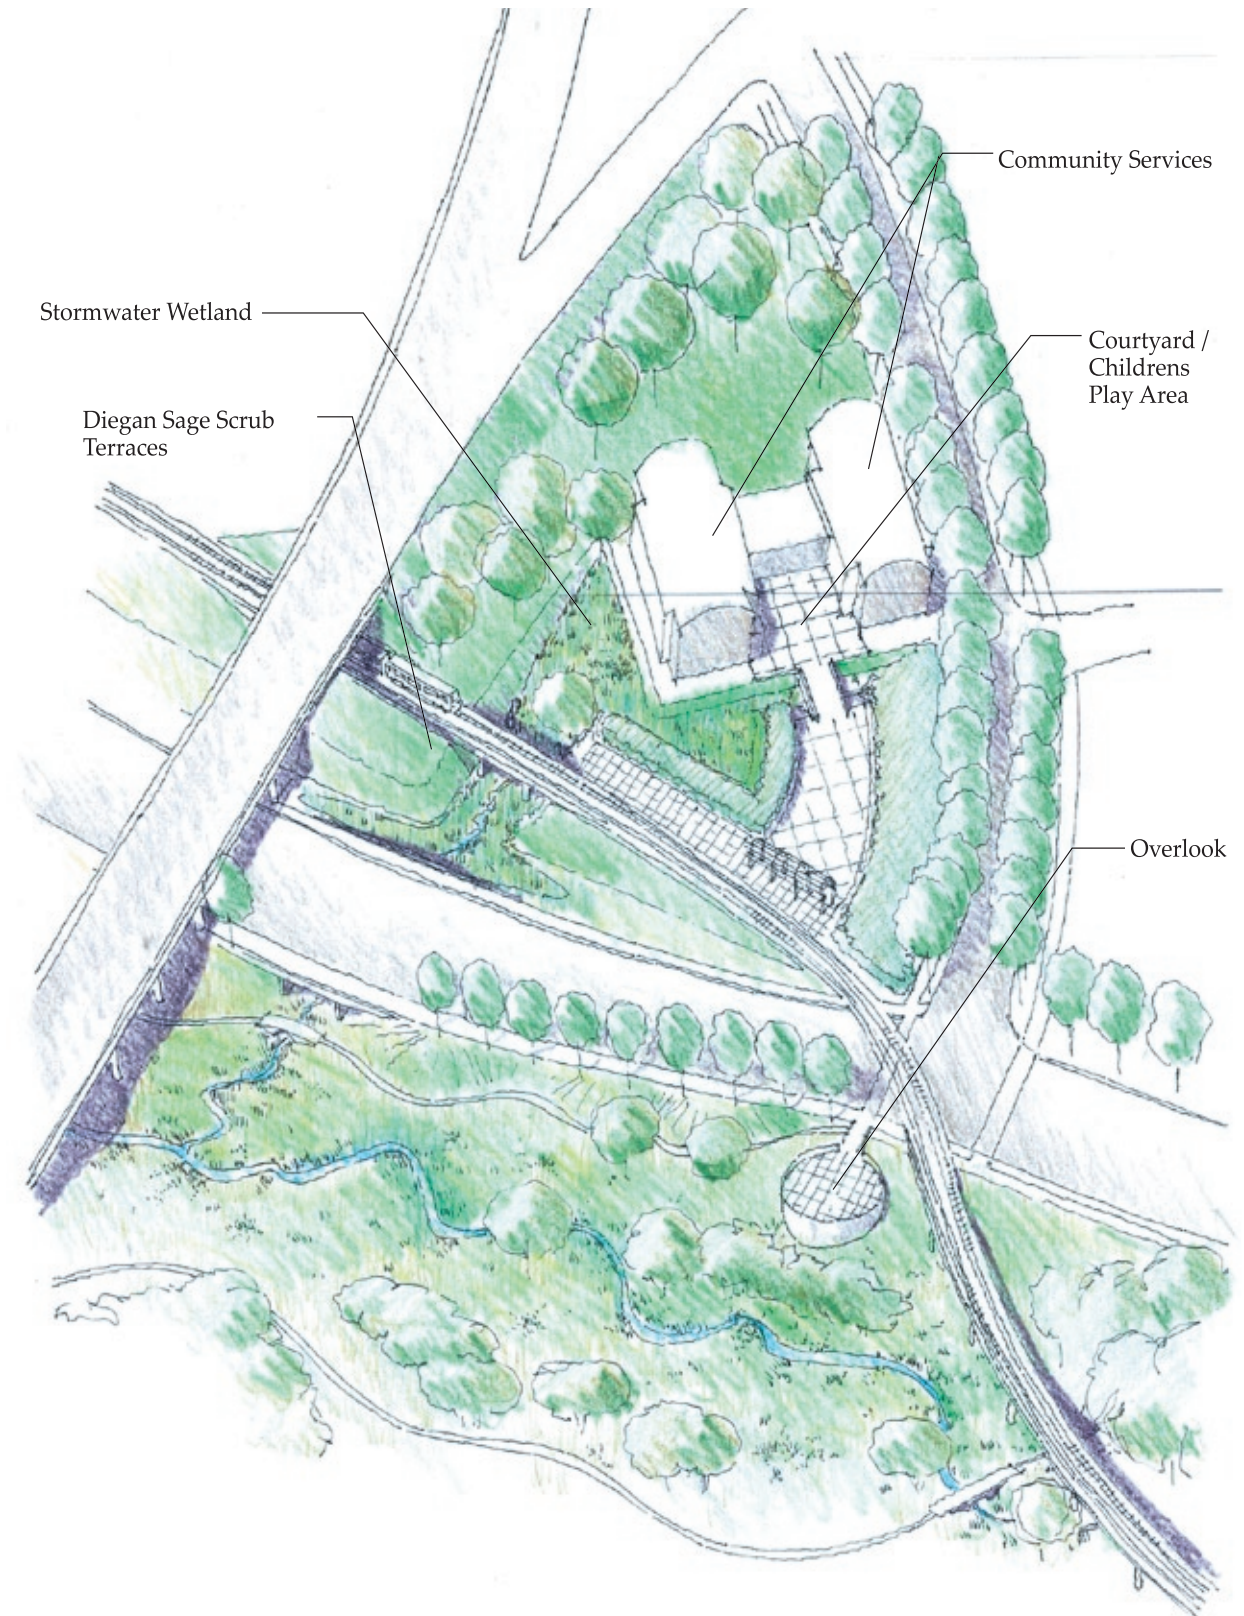 Community Services
Stormwater Wetland
Courtyard /
Childrens
Play Area
Diegan Sage Scrub
Terraces
Overlook